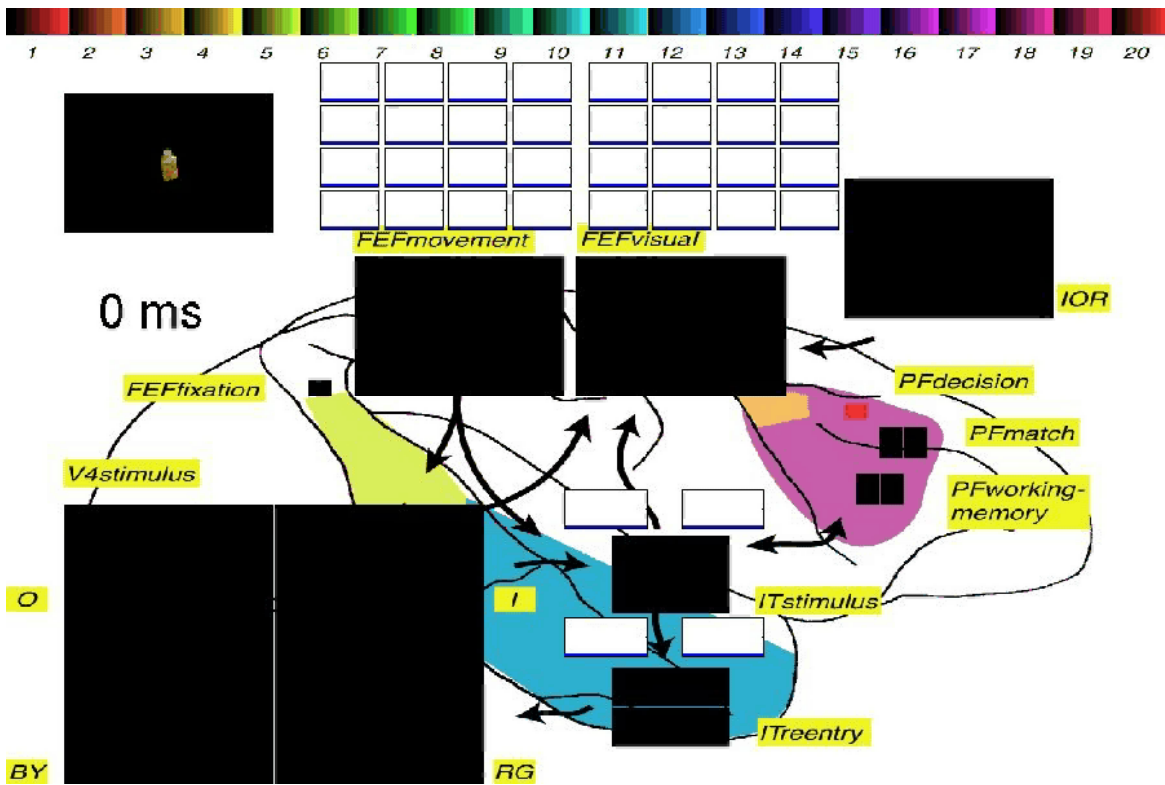 1 2 3 4 5 6 7 8 9 10 11 12 13 14 15 16 17 18 19 20
FEFmovement
FEFvisual
IOR
0 ms
FEFfixation
PFdecision
PFmatch
V4stimulus
PFworking-
memory
O
I
ITstimulus
ITreentry
BY
RG